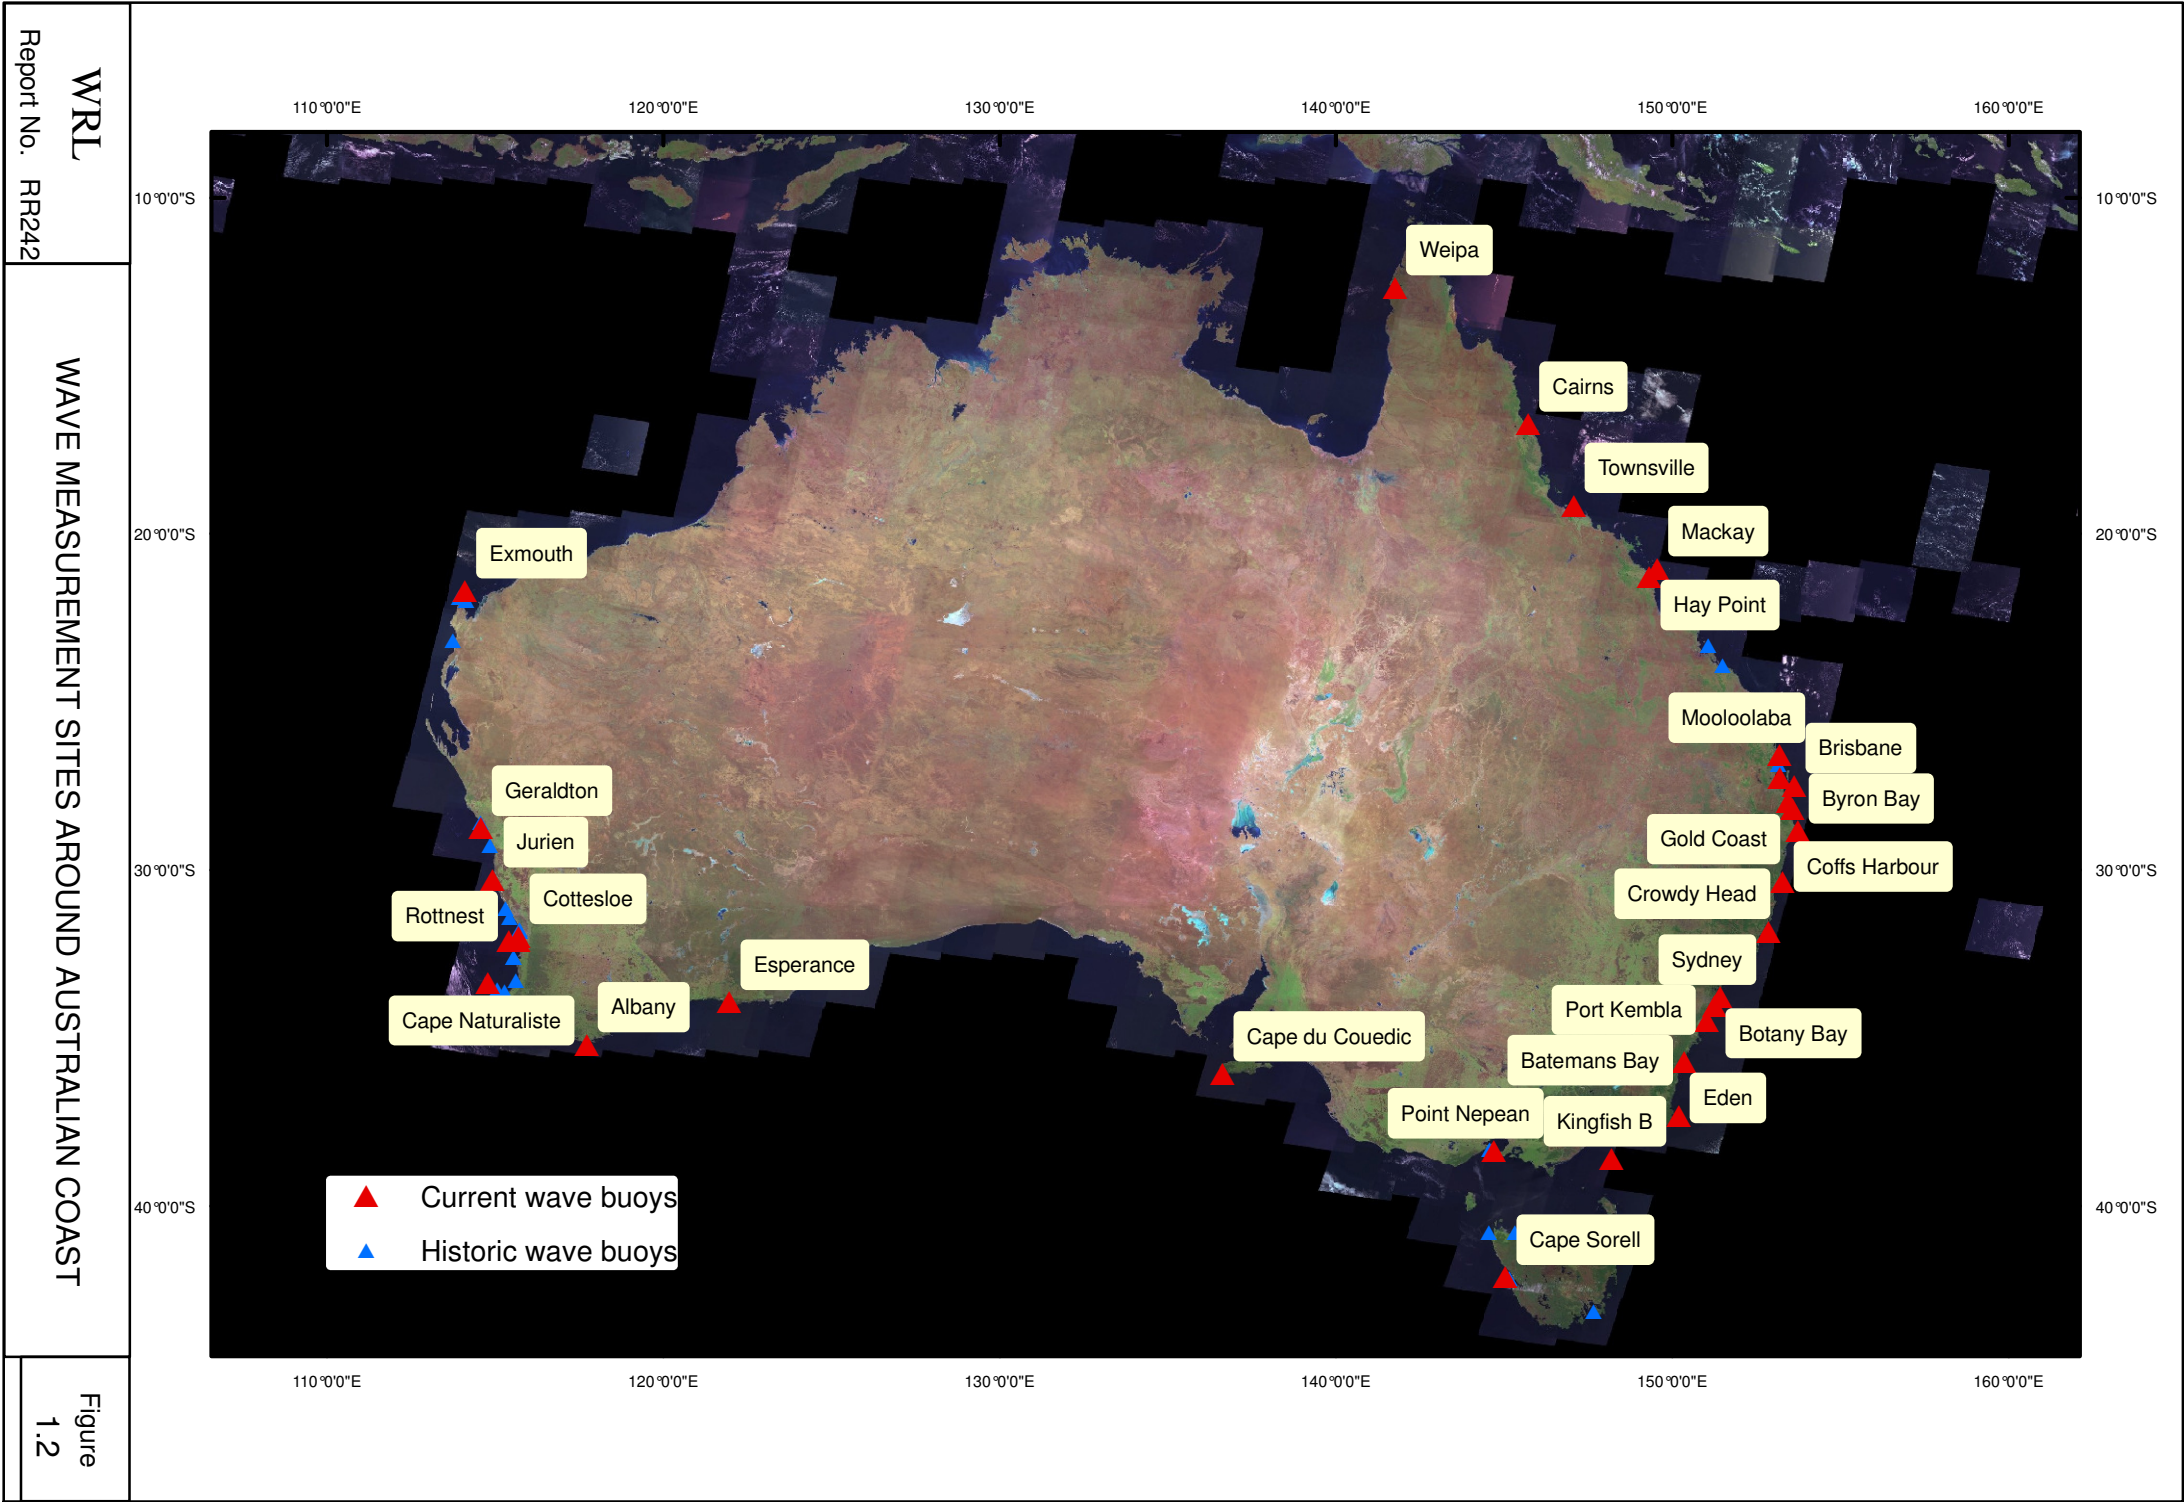 WRL
Report No. RR242
WAVE MEASUREMENT SITES AROUND AUSTRALIAN COAST
Figure
1.2
110°0'0"E
120°0'0"E
130°0'0"E
140°0'0"E
150°0'0"E
160°0'0"E
10°0'0"S
10°0'0"S
Weipa
Cairns
Townsville
Mackay
20°0'0"S
20°0'0"S
Exmouth
Hay Point
Mooloolaba
Brisbane
Geraldton
Byron Bay
Jurien
Gold Coast
Coffs Harbour
30°0'0"S
30°0'0"S
Crowdy Head
Cottesloe
Rottnest
Sydney
Esperance
Albany
Port Kembla
Cape Naturaliste
Botany Bay
Cape du Couedic
Batemans Bay
Eden
Point Nepean
Kingfish B
Current wave buoys
40°0'0"S
40°0'0"S
Cape Sorell
Historic wave buoys
110°0'0"E
120°0'0"E
130°0'0"E
140°0'0"E
150°0'0"E
160°0'0"E